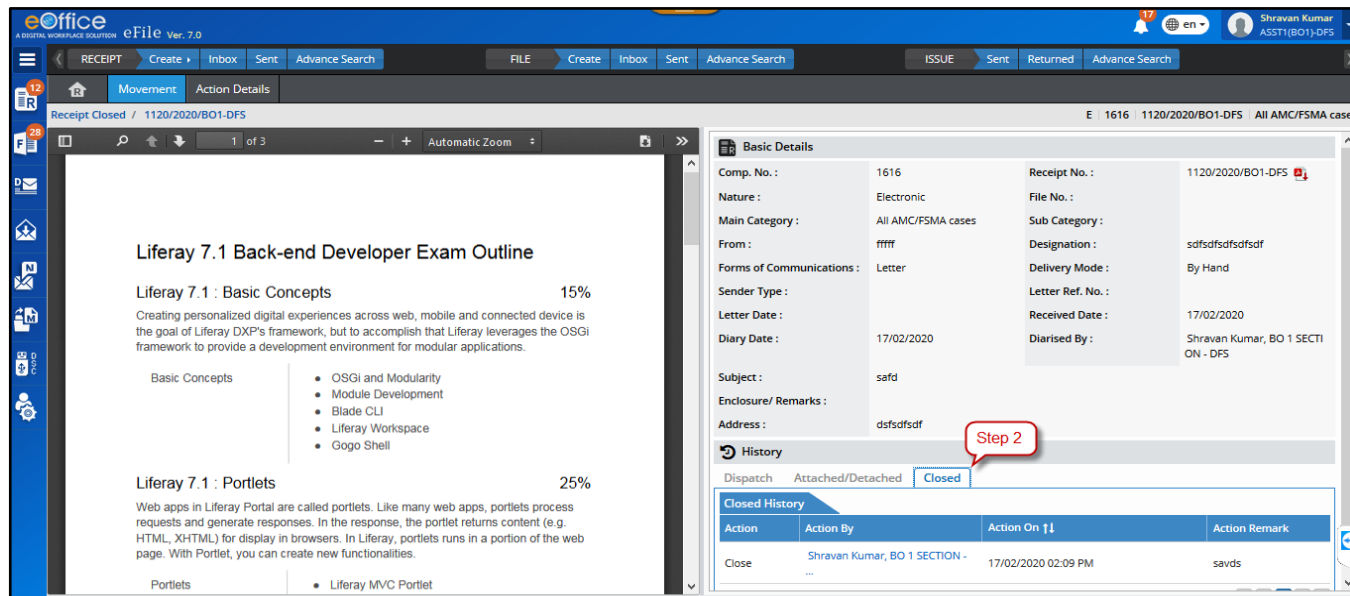 eOffice
A DIGITAL WORKPLACE SOLUTION
eFile Ver. 7.0
17
en
Shravan Kumar
ASST1(BO1)-DFS
RECEIPT Create Inbox Sent Advance Search FILE Create Inbox Sent Advance Search ISSUE Sent Returned Advance Search
12
R
R
Movement Action Details
Receipt Closed / 1120/2020/BO1-DFS
E 1616 1120/2020/BO1-DFS All AMC/FSMA case
28
F
1 of 3 − + Automatic Zoom
D
N
M
DSC
Liferay 7.1 Back-end Developer Exam Outline
Liferay 7.1 : Basic Concepts 15%
Creating personalized digital experiences across web, mobile and connected device is
the goal of Liferay DXP's framework, but to accomplish that Liferay leverages the OSGi
framework to provide a development environment for modular applications.
Basic Concepts
● OSGi and Modularity
● Module Development
● Blade CLI
● Liferay Workspace
● Gogo Shell
Liferay 7.1 : Portlets 25%
Web apps in Liferay Portal are called portlets. Like many web apps, portlets process
requests and generate responses. In the response, the portlet returns content (e.g.
HTML, XHTML) for display in browsers. In Liferay, portlets runs in a portion of the web
page. With Portlet, you can create new functionalities.
Portlets ● Liferay MVC Portlet
Basic Details
Comp. No. : 1616 Receipt No. : 1120/2020/BO1-DFS
Nature : Electronic File No. :
Main Category : All AMC/FSMA cases Sub Category :
From : fffff Designation : sdfsdfsdfsdfsdf
Forms of Communications : Letter Delivery Mode : By Hand
Sender Type : Letter Ref. No. :
Letter Date : Received Date : 17/02/2020
Diary Date : 17/02/2020 Diarised By : Shravan Kumar, BO 1 SECTI
ON - DFS
Subject : safd
Enclosure/ Remarks :
Address : dsfsdfsdf
Step 2
History
Dispatch Attached/Detached Closed
Closed History
Action Action By Action On Action Remark
Close Shravan Kumar, BO 1 SECTION - 17/02/2020 02:09 PM savds
...